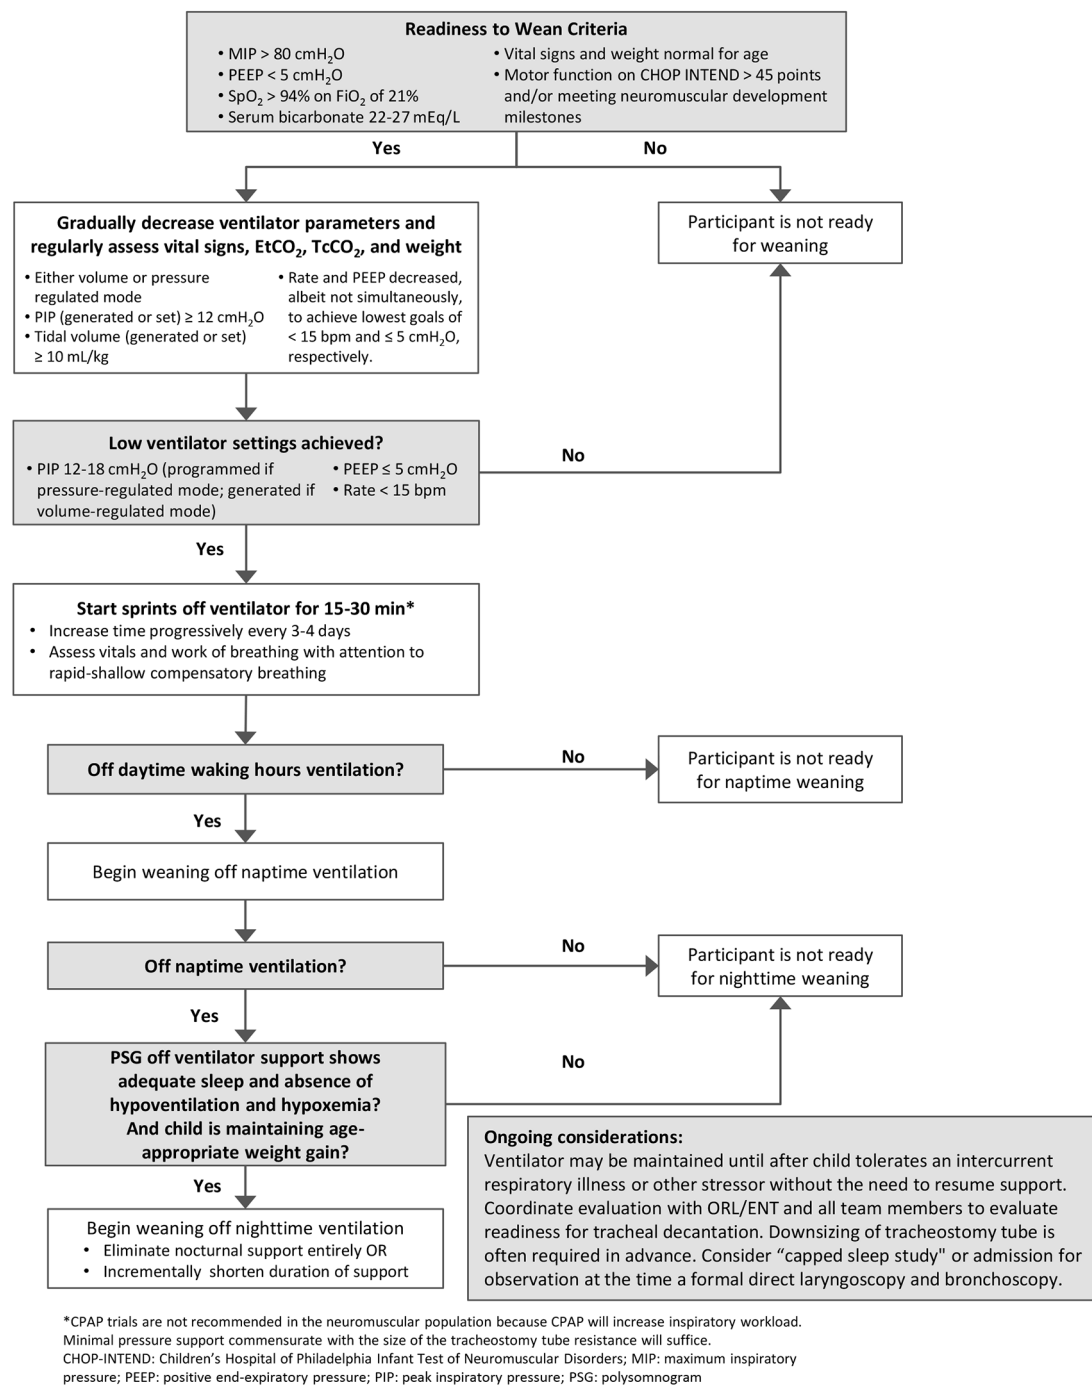 Readiness to Wean Criteria
• MIP > 80 cmH₂O
• PEEP < 5 cmH₂O
• SpO₂ > 94% on FiO₂ of 21%
• Serum bicarbonate 22-27 mEq/L
• Vital signs and weight normal for age
• Motor function on CHOP INTEND > 45 points
and/or meeting neuromuscular development
milestones
Yes
No
Gradually decrease ventilator parameters and
regularly assess vital signs, EtCO₂, TcCO₂, and weight
• Either volume or pressure
regulated mode
• PIP (generated or set) ≥ 12 cmH₂O
• Tidal volume (generated or set)
≥ 10 mL/kg
• Rate and PEEP decreased,
albeit not simultaneously,
to achieve lowest goals of
< 15 bpm and ≤ 5 cmH₂O,
respectively.
Participant is not ready
for weaning
Low ventilator settings achieved?
• PIP 12-18 cmH₂O (programmed if
pressure-regulated mode; generated if
volume-regulated mode)
• PEEP ≤ 5 cmH₂O
• Rate < 15 bpm
No
Yes
Start sprints off ventilator for 15-30 min*
• Increase time progressively every 3-4 days
• Assess vitals and work of breathing with attention to
rapid-shallow compensatory breathing
Off daytime waking hours ventilation?
No
Participant is not ready
for naptime weaning
Yes
Begin weaning off naptime ventilation
Off naptime ventilation?
No
Participant is not ready
for nighttime weaning
Yes
PSG off ventilator support shows
adequate sleep and absence of
hypoventilation and hypoxemia?
And child is maintaining age-
appropriate weight gain?
No
Yes
Begin weaning off nighttime ventilation
• Eliminate nocturnal support entirely OR
• Incrementally shorten duration of support
Ongoing considerations:
Ventilator may be maintained until after child tolerates an intercurrent
respiratory illness or other stressor without the need to resume support.
Coordinate evaluation with ORL/ENT and all team members to evaluate
readiness for tracheal decantation. Downsizing of tracheostomy tube is
often required in advance. Consider “capped sleep study" or admission for
observation at the time a formal direct laryngoscopy and bronchoscopy.
*CPAP trials are not recommended in the neuromuscular population because CPAP will increase inspiratory workload.
Minimal pressure support commensurate with the size of the tracheostomy tube resistance will suffice.
CHOP-INTEND: Children’s Hospital of Philadelphia Infant Test of Neuromuscular Disorders; MIP: maximum inspiratory
pressure; PEEP: positive end-expiratory pressure; PIP: peak inspiratory pressure; PSG: polysomnogram